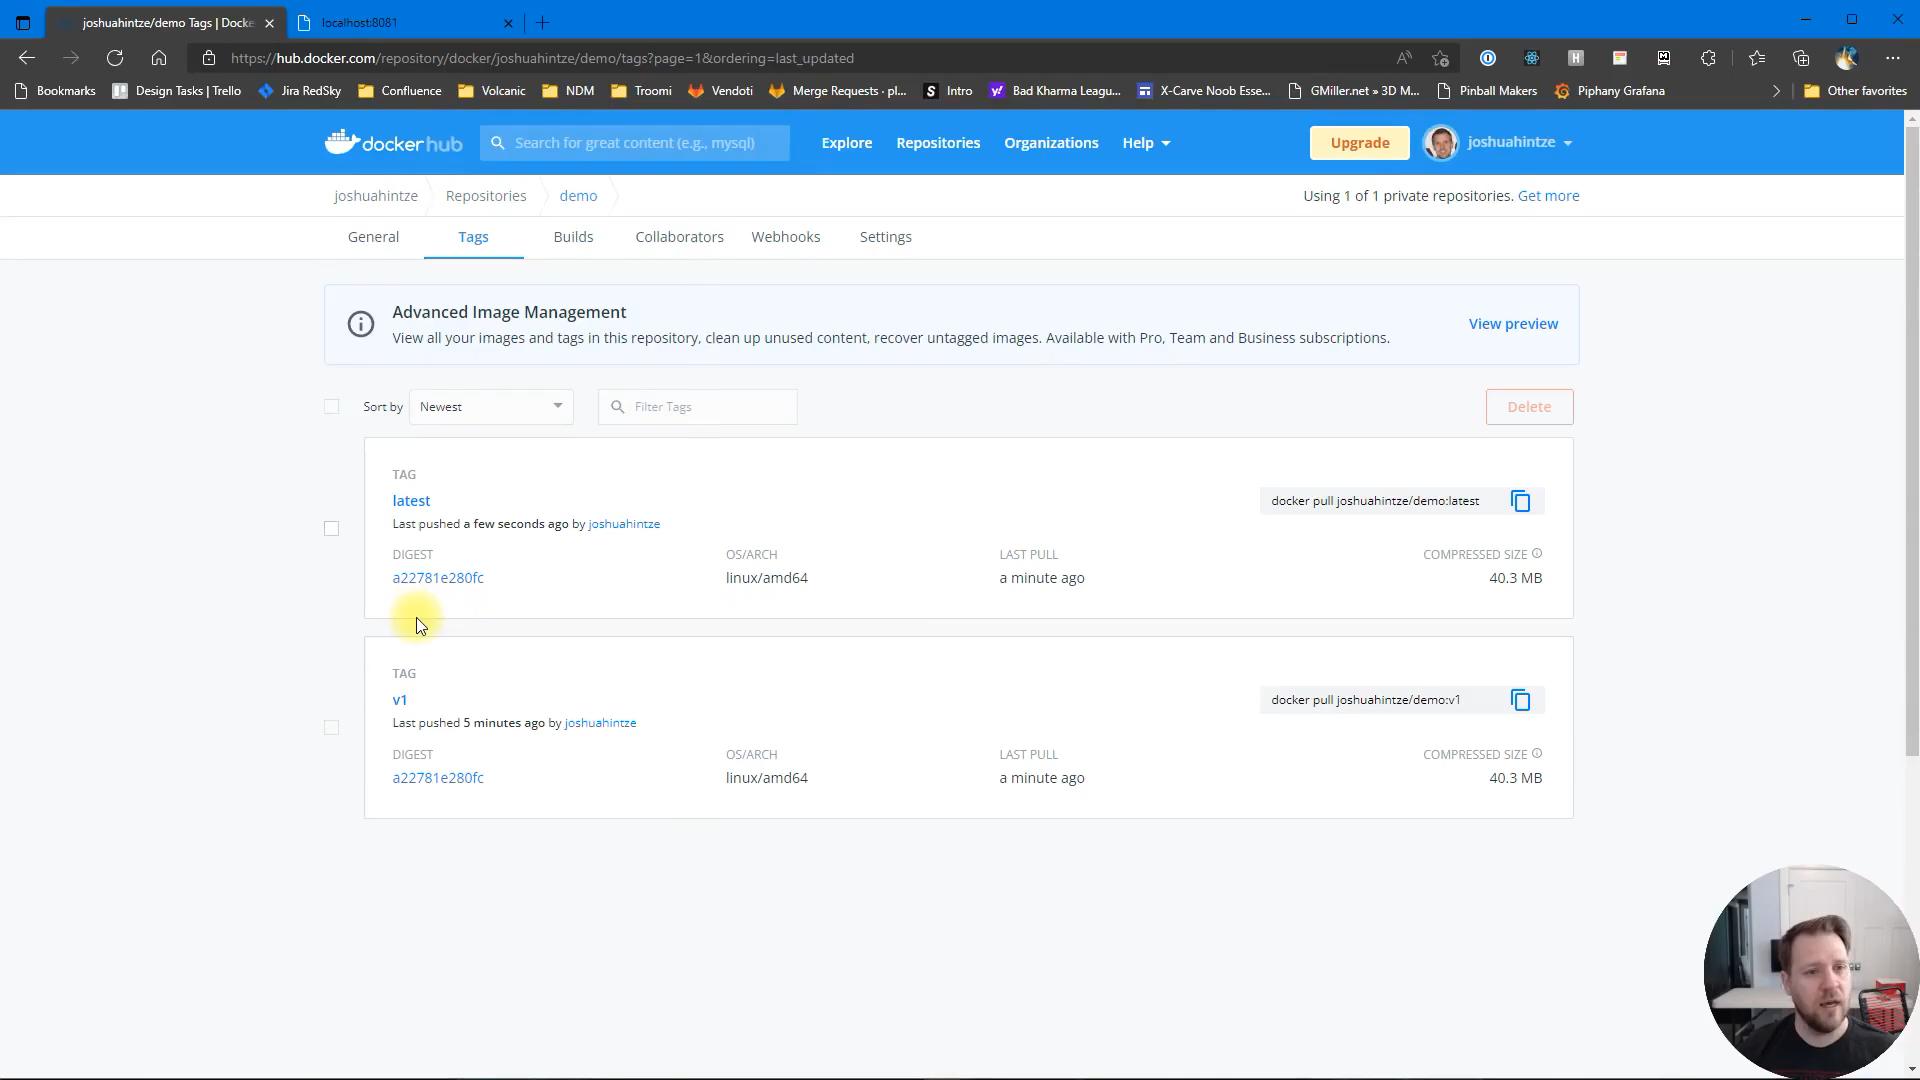 joshuahintze/demo Tags | Docke
localhost:8081
https://hub.docker.com/repository/docker/joshuahintze/demo/tags?page=1&ordering=last_updated
Bookmarks
Design Tasks | Trello
Jira RedSky
Confluence
Volcanic
NDM
Troomi
Vendoti
Merge Requests · pl...
Intro
Bad Kharma Leagu...
X-Carve Noob Esse...
GMiller.net » 3D M...
Pinball Makers
Piphany Grafana
Other favorites
dockerhub
Search for great content (e.g., mysql)
Explore
Repositories
Organizations
Help
Upgrade
joshuahintze
joshuahintze
Repositories
demo
Using 1 of 1 private repositories. Get more
General
Tags
Builds
Collaborators
Webhooks
Settings
Advanced Image Management
View all your images and tags in this repository, clean up unused content, recover untagged images. Available with Pro, Team and Business subscriptions.
View preview
Sort by
Newest
Filter Tags
Delete
TAG
latest
docker pull joshuahintze/demo:latest
Last pushed a few seconds ago by joshuahintze
DIGEST
OS/ARCH
LAST PULL
COMPRESSED SIZE
a22781e280fc
linux/amd64
a minute ago
40.3 MB
TAG
v1
docker pull joshuahintze/demo:v1
Last pushed 5 minutes ago by joshuahintze
DIGEST
OS/ARCH
LAST PULL
COMPRESSED SIZE
a22781e280fc
linux/amd64
a minute ago
40.3 MB